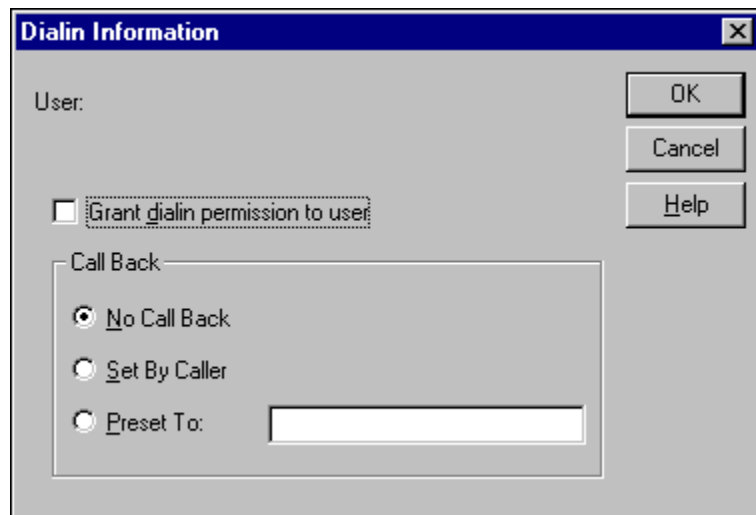 Dialin Information
User:
OK
Cancel
Help
Grant dialin permission to user
Call Back
No Call Back
Set By Caller
Preset To: